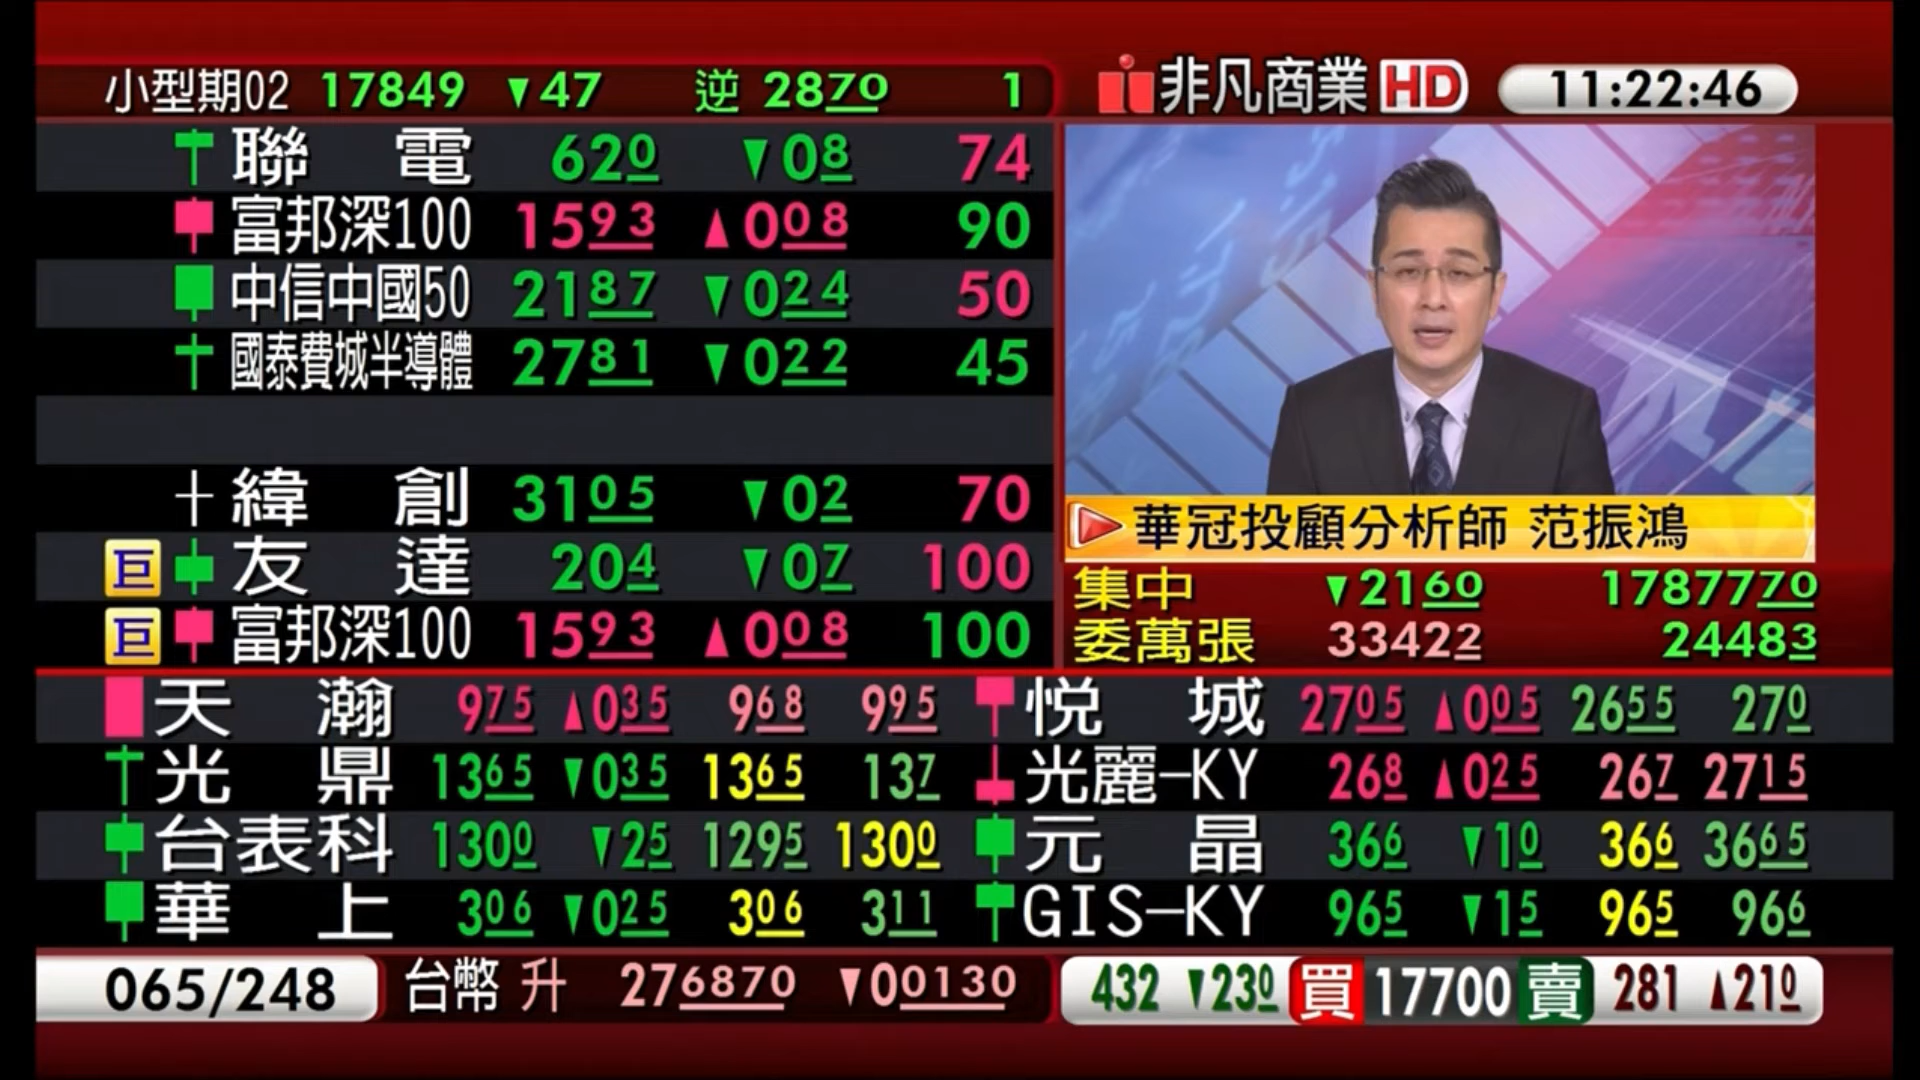 小型期02 17849 ▼47 逆 2870 1
非凡商業HD 11:22:46
聯電 620 ▼08 74
富邦深100 1593 ▲008 90
中信中國50 2187 ▼024 50
國泰費城半導體 2781 ▼022 45
緯創 3105 ▼02 70
巨 友達 204 ▼07 100
巨 富邦深100 1593 ▲008 100
華冠投顧分析師 范振鴻
集中 ▼2160 1787770
委萬張 33422 24483
天瀚 975 ▲035 968 995
光鼎 1365 ▼035 1365 137
台表科 1300 ▼25 1295 1300
華上 306 ▼025 306 311
悦城 2705 ▲005 2655 270
光麗-KY 268 ▲025 267 2715
元晶 366 ▼10 366 3665
GIS-KY 965 ▼15 965 966
065/248 台幣 升 276870 ▼00130
432 ▼230 買 17700 賣 281 ▲210